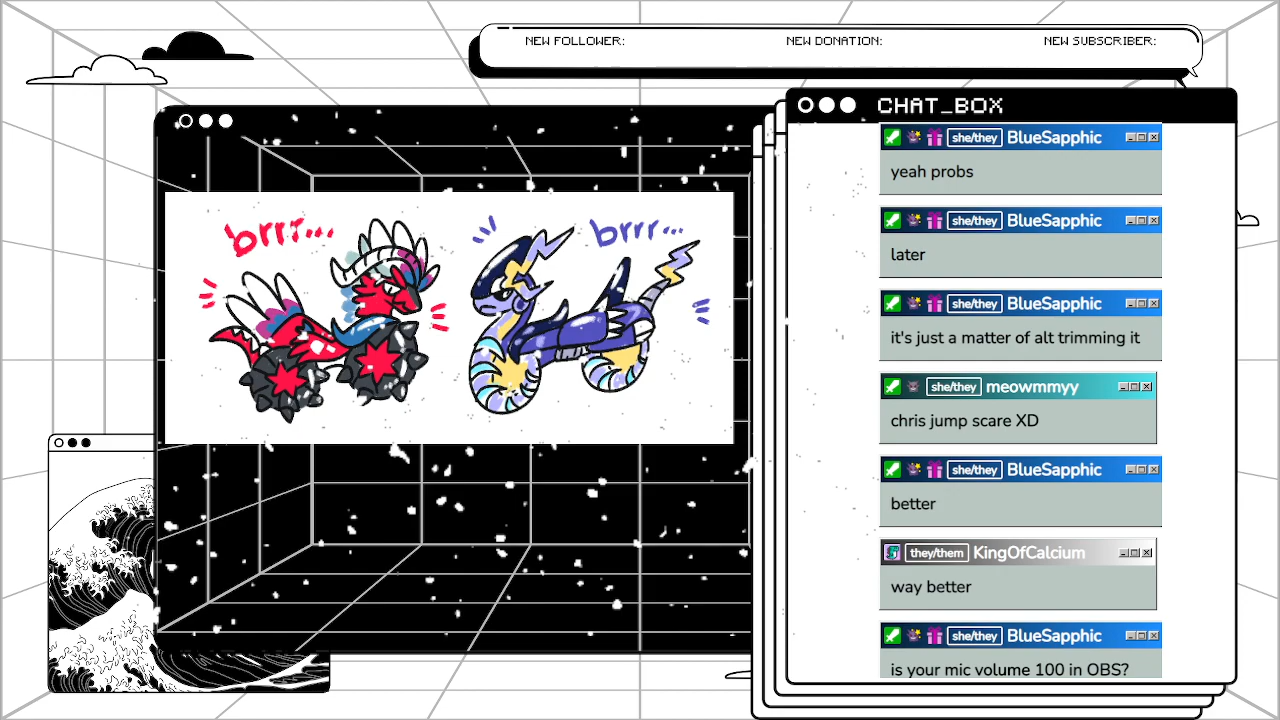 NEW FOLLOWER:
NEW DONATION:
NEW SUBSCRIBER:
CHAT_BOX
brrr...
brrr...
she/they BlueSapphic
yeah probs
she/they BlueSapphic
later
she/they BlueSapphic
it's just a matter of alt trimming it
she/they meowmmyy
chris jump scare XD
she/they BlueSapphic
better
they/them KingOfCalcium
way better
she/they BlueSapphic
is your mic volume 100 in OBS?